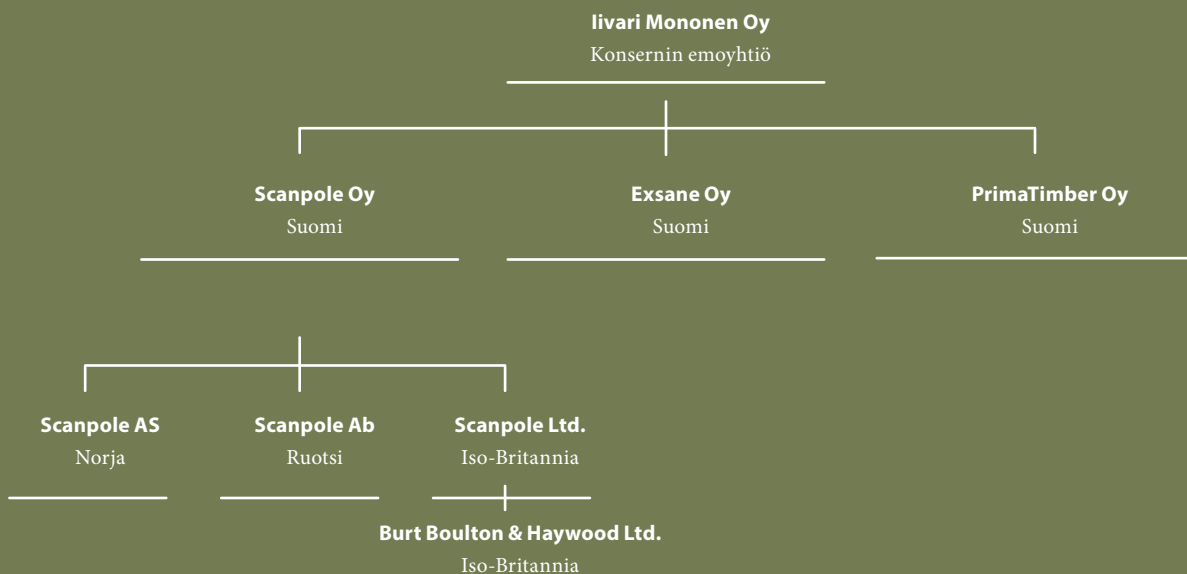 Iivari Mononen Oy
Konsernin emoyhtiö
Scanpole Oy
Suomi
Exsane Oy
Suomi
PrimaTimber Oy
Suomi
Scanpole AS
Norja
Scanpole Ab
Ruotsi
Scanpole Ltd.
Iso-Britannia
Burt Boulton & Haywood Ltd.
Iso-Britannia